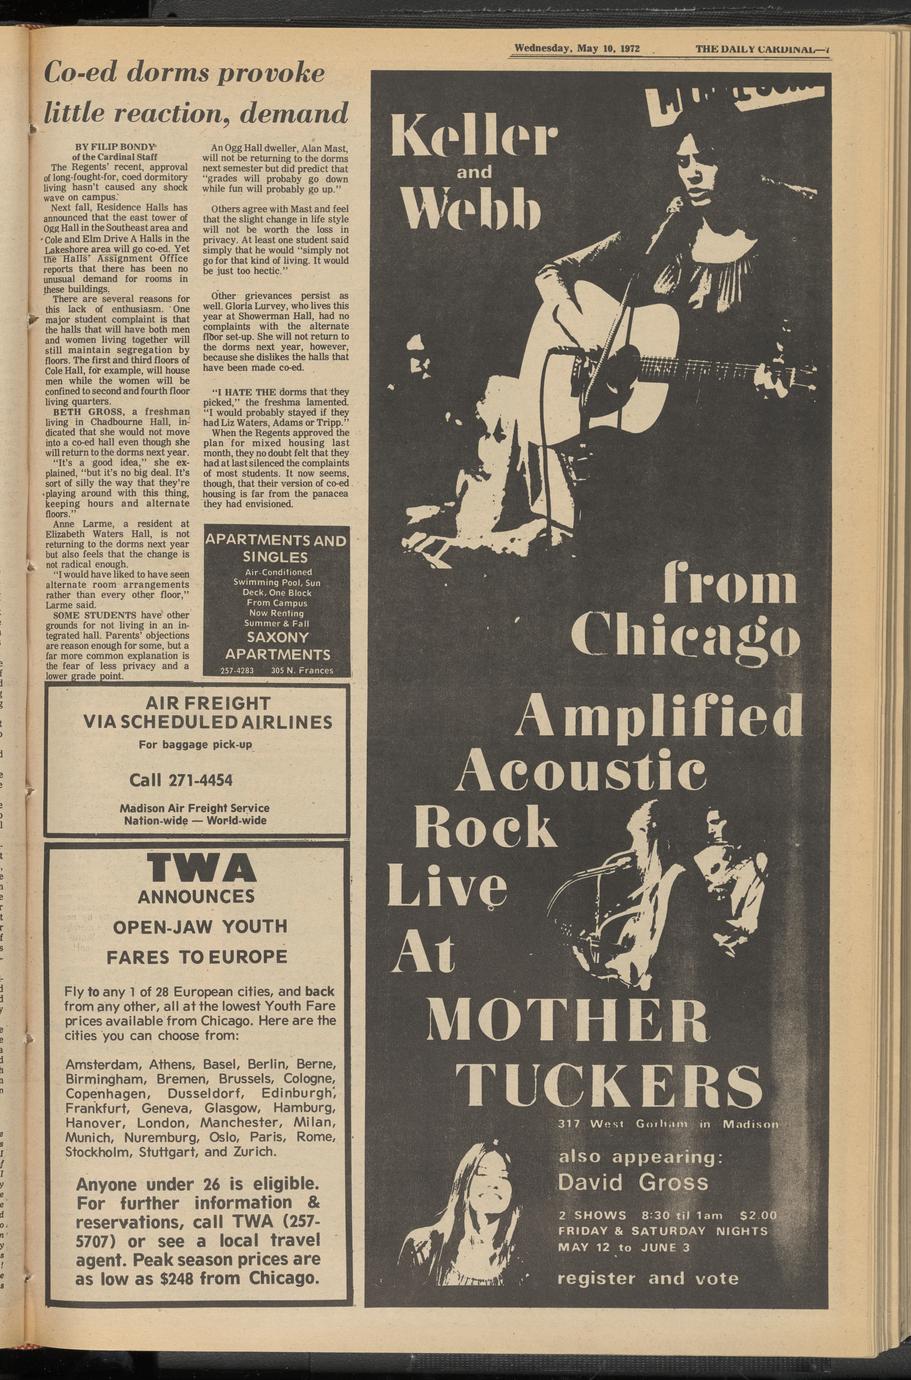 Wednesday, May 10, 1972
THE DAILY CARDINAL—7
Co-ed dorms provoke
little reaction, demand
BY FILIP BONDY
of the Cardinal Staff
The Regents' recent, approval
of long-fought-for, coed dormitory
living hasn't caused any shock
wave on campus.
Next fall, Residence Halls has
announced that the east tower of
Ogg Hall in the Southeast area and
Cole and Elm Drive A Halls in the
Lakeshore area will go co-ed. Yet
the Halls' Assignment Office
reports that there has been no
unusual demand for rooms in
these buildings.
There are several reasons for
this lack of enthusiasm. One
major student complaint is that
the halls that will have both men
and women living together will
still maintain segregation by
floors. The first and third floors of
Cole Hall, for example, will house
men while the women will be
confined to second and fourth floor
living quarters.
BETH GROSS, a freshman
living in Chadbourne Hall, in-
dicated that she would not move
into a co-ed hall even though she
will return to the dorms next year.
"It's a good idea," she ex-
plained, "but it's no big deal. It's
sort of silly the way that they're
playing around with this thing,
keeping hours and alternate
floors."
Anne Larme, a resident at
Elizabeth Waters Hall, is not
returning to the dorms next year
but also feels that the change is
not radical enough.
"I would have liked to have seen
alternate room arrangements
rather than every other floor,"
Larme said.
SOME STUDENTS have other
grounds for not living in an in-
tegrated hall. Parents' objections
are reason enough for some, but a
far more common explanation is
the fear of less privacy and a
lower grade point.
An Ogg Hall dweller, Alan Mast,
will not be returning to the dorms
next semester but did predict that
"grades will probaby go down
while fun will probably go up."
Others agree with Mast and feel
that the slight change in life style
will not be worth the loss in
privacy. At least one student said
simply that he would "simply not
go for that kind of living. It would
be just too hectic."
Other grievances persist as
well. Gloria Lurvey, who lives this
year at Showerman Hall, had no
complaints with the alternate
floor set-up. She will not return to
the dorms next year, however,
because she dislikes the halls that
have been made co-ed.
"I HATE THE dorms that they
picked," the freshma lamented.
"I would probably stayed if they
had Liz Waters, Adams or Tripp."
When the Regents approved the
plan for mixed housing last
month, they no doubt felt that they
had at last silenced the complaints
of most students. It now seems,
though, that their version of co-ed
housing is far from the panacea
they had envisioned.
APARTMENTS AND
SINGLES
Air-Conditioned
Swimming Pool, Sun
Deck, One Block
From Campus
Now Renting
Summer & Fall
SAXONY
APARTMENTS
257-4283 305 N. Frances
AIR FREIGHT
VIA SCHEDULED AIRLINES
For baggage pick-up
Call 271-4454
Madison Air Freight Service
Nation-wide — World-wide
TWA
ANNOUNCES
OPEN-JAW YOUTH
FARES TO EUROPE
Fly to any 1 of 28 European cities, and back
from any other, all at the lowest Youth Fare
prices available from Chicago. Here are the
cities you can choose from:
Amsterdam, Athens, Basel, Berlin, Berne,
Birmingham, Bremen, Brussels, Cologne,
Copenhagen, Dusseldorf, Edinburgh,
Frankfurt, Geneva, Glasgow, Hamburg,
Hanover, London, Manchester, Milan,
Munich, Nuremburg, Oslo, Paris, Rome,
Stockholm, Stuttgart, and Zurich.
Anyone under 26 is eligible.
For further information &
reservations, call TWA (257-
5707) or see a local travel
agent. Peak season prices are
as low as $248 from Chicago.
Keller
and
Webb
from
Chicago
Amplified
Acoustic
Rock
Live
At
MOTHER
TUCKERS
317 West Gorham in Madison
also appearing:
David Gross
2 SHOWS 8:30 til 1am $2.00
FRIDAY & SATURDAY NIGHTS
MAY 12 to JUNE 3
register and vote